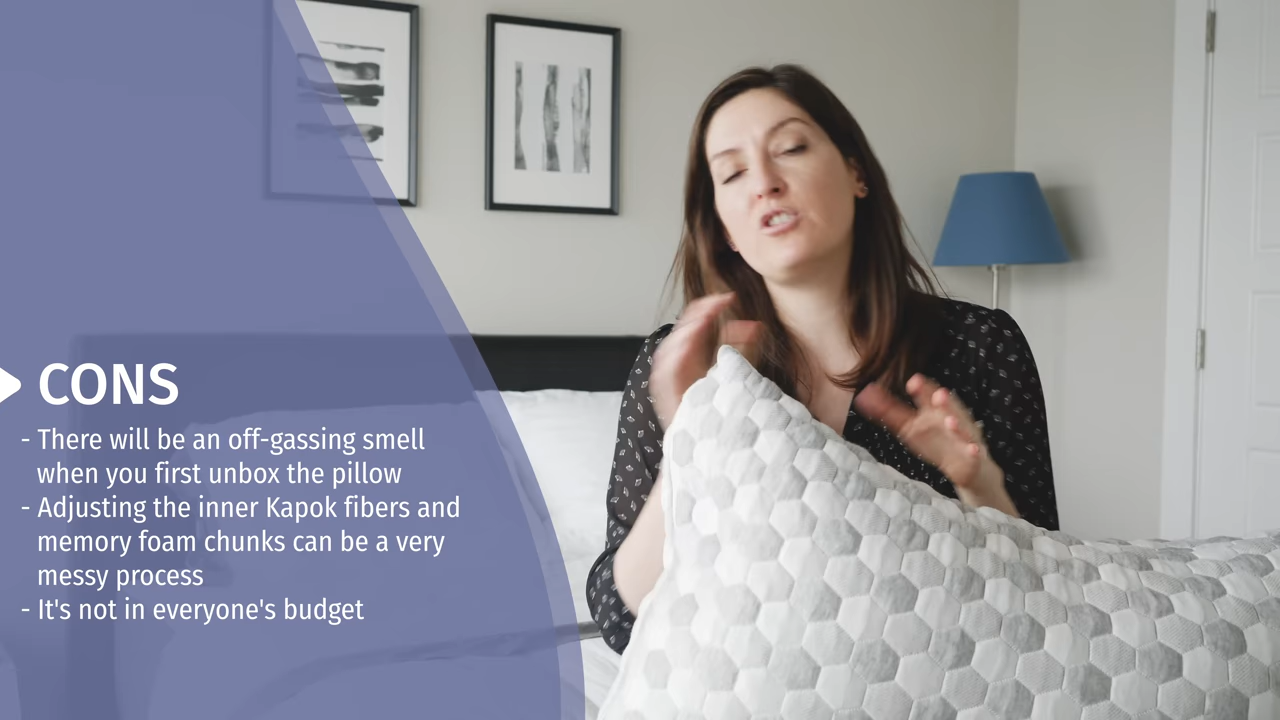 CONS
- There will be an off-gassing smell
when you first unbox the pillow
- Adjusting the inner Kapok fibers and
memory foam chunks can be a very
messy process
- It's not in everyone's budget